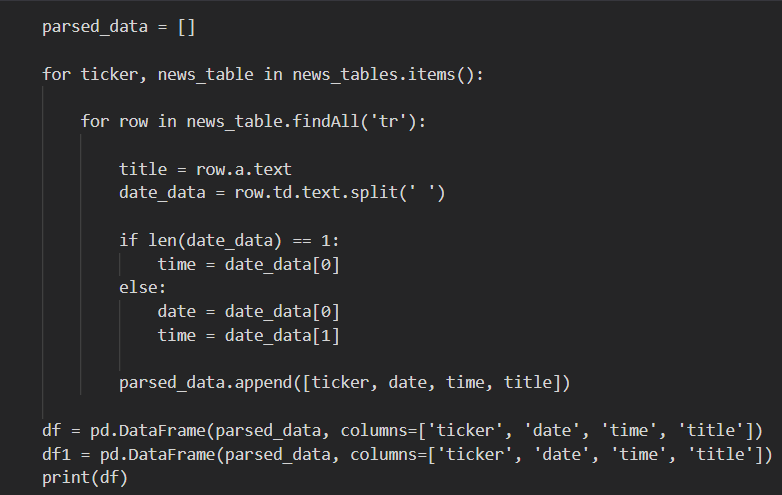 parsed_data = []
for ticker, news_table in news_tables.items():
for row in news_table.findAll('tr'):
title = row.a.text
date_data = row.td.text.split(' ')
if len(date_data) == 1:
time = date_data[0]
else:
date = date_data[0]
time = date_data[1]
parsed_data.append([ticker, date, time, title])
df = pd.DataFrame(parsed_data, columns=['ticker', 'date', 'time', 'title'])
df1 = pd.DataFrame(parsed_data, columns=['ticker', 'date', 'time', 'title'])
print(df)